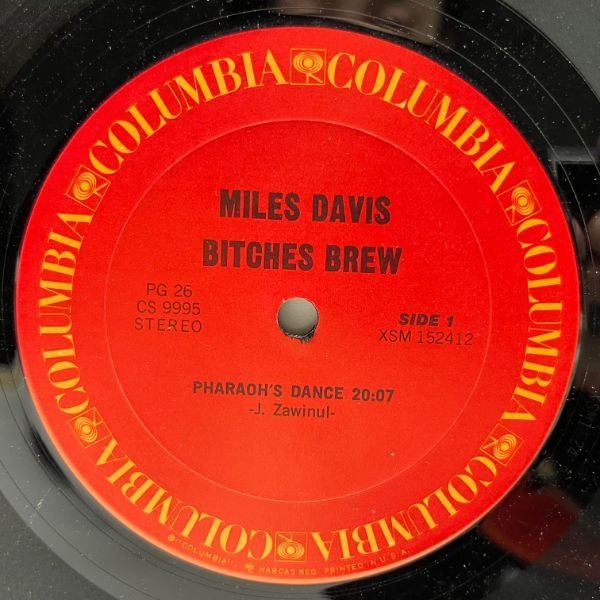 COLUMBIA COLUMBIA COLUMBIA COLUMBIA COLUMBIA COLUMBIA
MILES DAVIS
BITCHES BREW
PG 26
CS 9995
STEREO
SIDE 1
XSM 152412
PHARAOH'S DANCE 20:07
-J. Zawinul-
℗"COLUMBIA", MARCAS REG. PRINTED IN U.S.A.